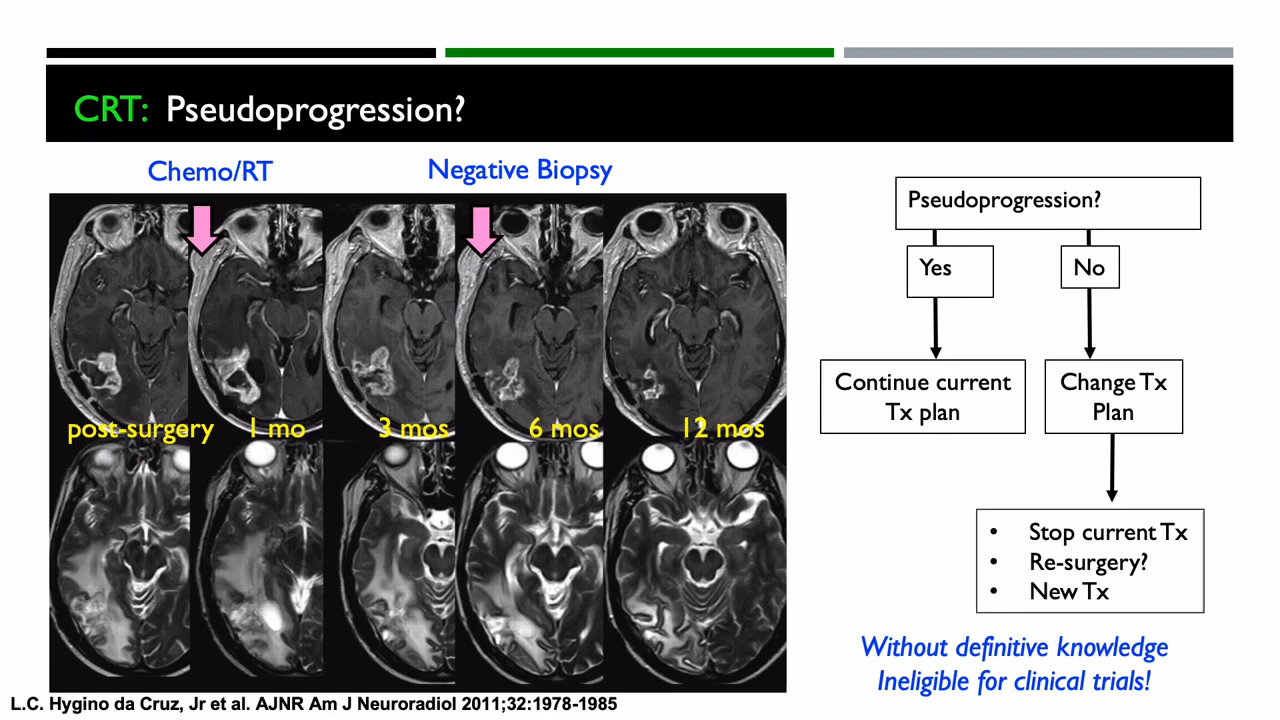 CRT: Pseudoprogression?
Chemo/RT
Negative Biopsy
post-surgery
1 mo
3 mos
6 mos
12 mos
L.C. Hygino da Cruz, Jr et al. AJNR Am J Neuroradiol 2011;32:1978-1985
Pseudoprogression?
Yes
No
Continue current
Tx plan
Change Tx
Plan
• Stop current Tx
• Re-surgery?
• New Tx
Without definitive knowledge
Ineligible for clinical trials!